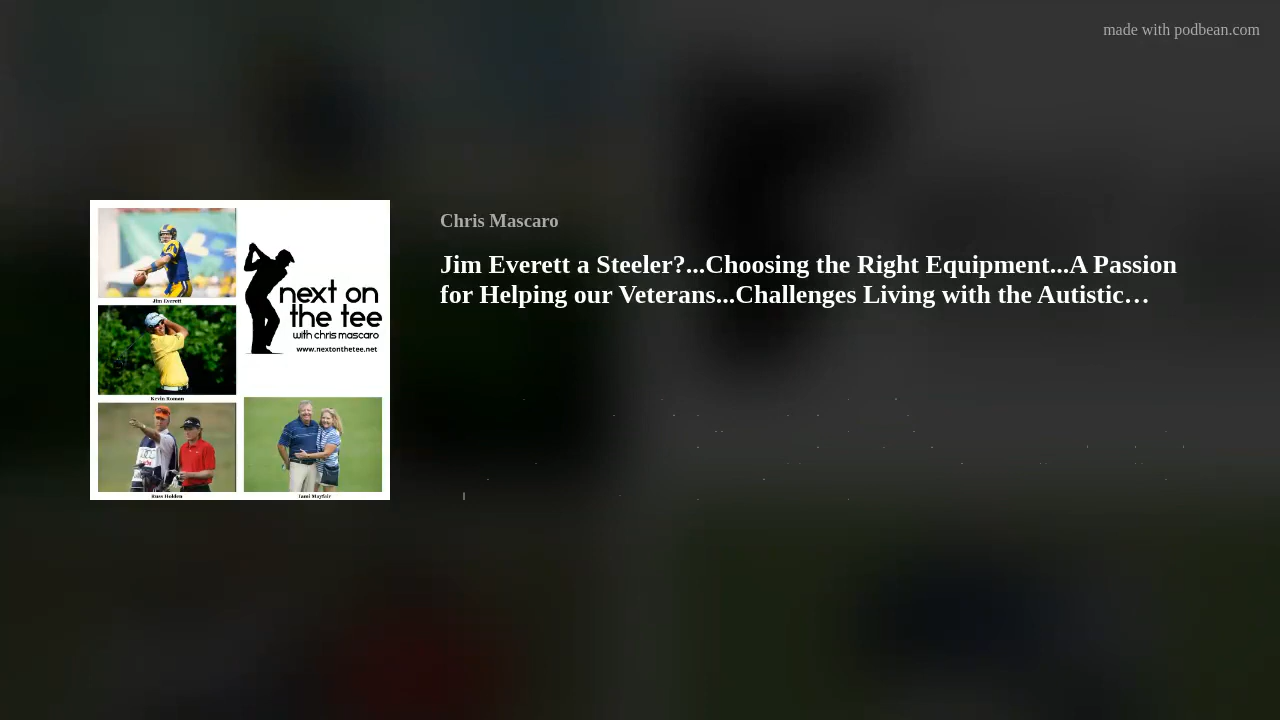 made with podbean.com
Chris Mascaro
Jim Everett a Steeler?...Choosing the Right Equipment...A Passion
for Helping our Veterans...Challenges Living with the Autistic…
Jim Everett
next on
the tee
with chris mascaro
www.nextonthetee.net
Kevin Roman
Russ Holden
Tami Mayfair